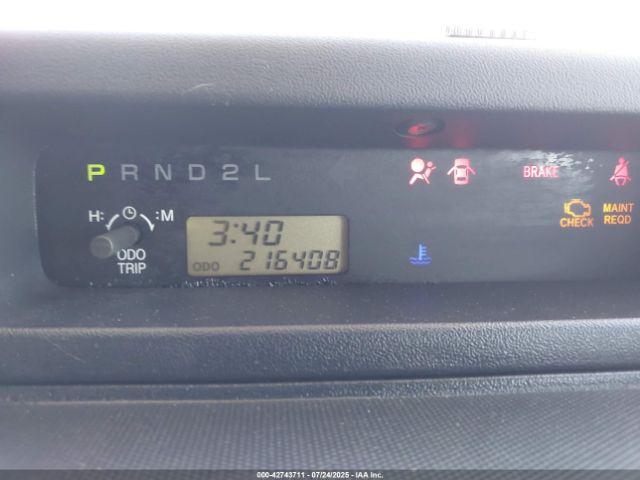 P R N D 2 L
BRAKE
H: :M
ODO
TRIP
3:40
ODO 216408
CHECK
MAINT
REQD
000-42743711 - 07/24/2025 - IAA Inc.